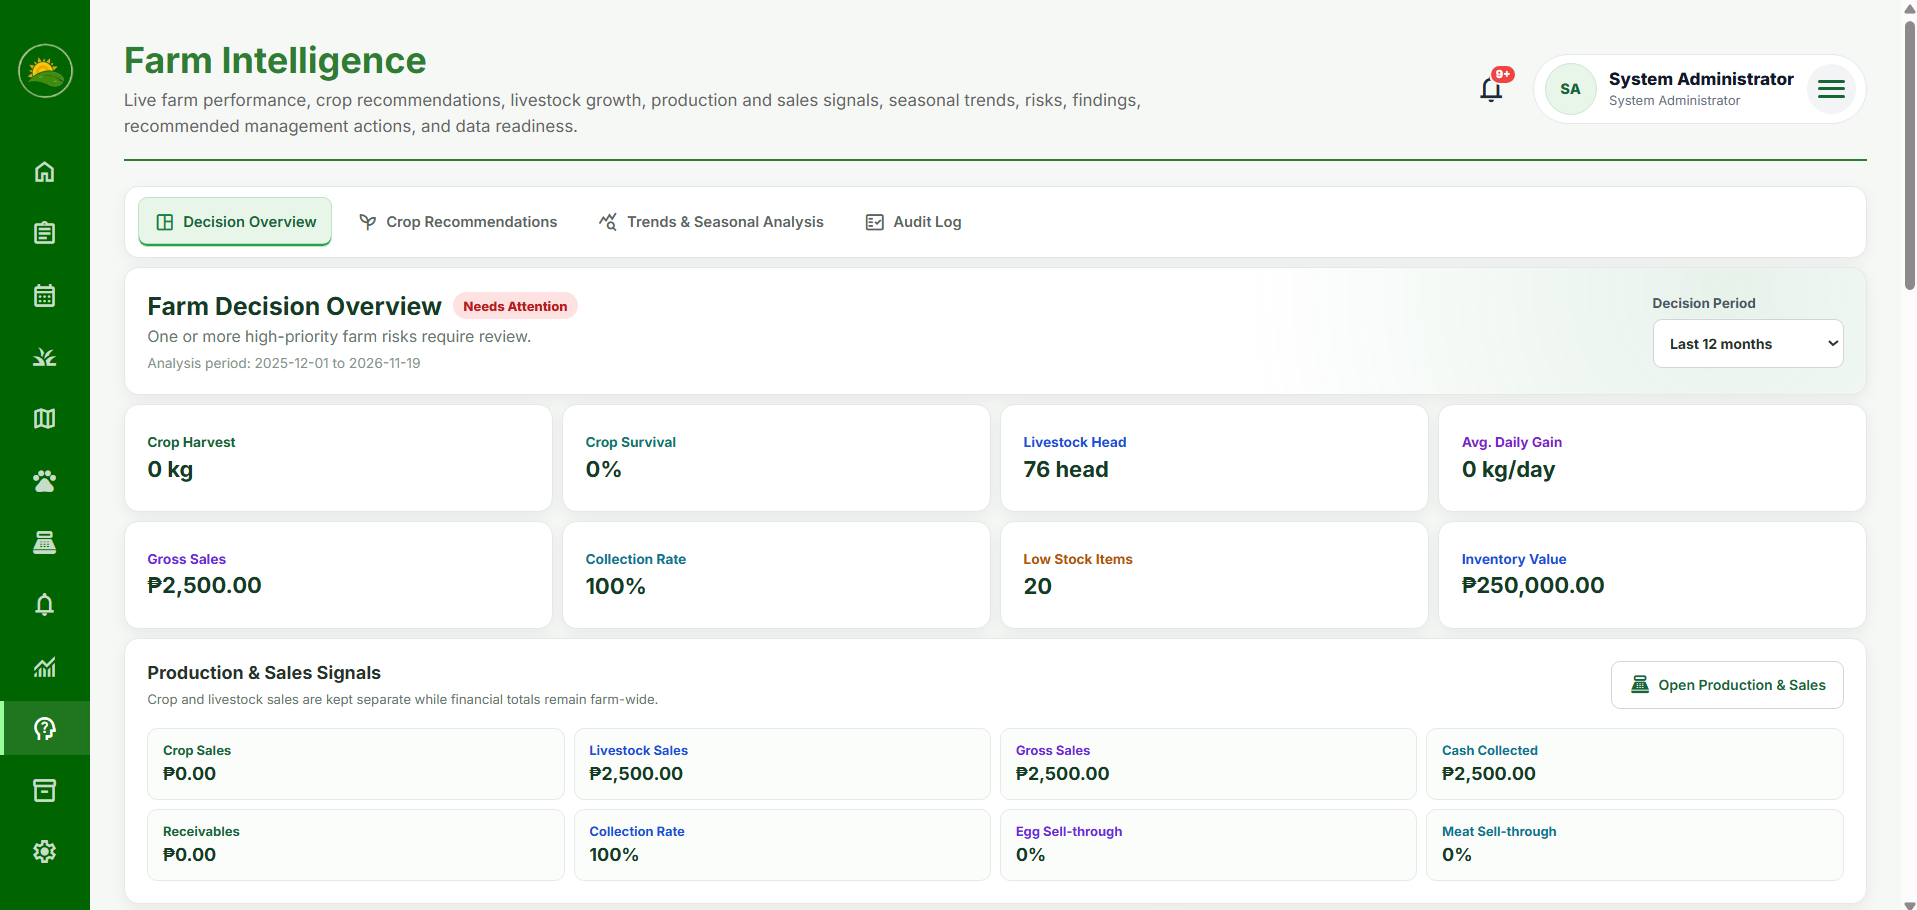 Farm Intelligence
Live farm performance, crop recommendations, livestock growth, production and sales signals, seasonal trends, risks, findings,
recommended management actions, and data readiness.
9+
SA
System Administrator
System Administrator
Decision Overview
Crop Recommendations
Trends & Seasonal Analysis
Audit Log
Farm Decision Overview
Needs Attention
One or more high-priority farm risks require review.
Analysis period: 2025-12-01 to 2026-11-19
Decision Period
Last 12 months
Crop Harvest
0 kg
Crop Survival
0%
Livestock Head
76 head
Avg. Daily Gain
0 kg/day
Gross Sales
₱2,500.00
Collection Rate
100%
Low Stock Items
20
Inventory Value
₱250,000.00
Production & Sales Signals
Crop and livestock sales are kept separate while financial totals remain farm-wide.
Open Production & Sales
Crop Sales
₱0.00
Livestock Sales
₱2,500.00
Gross Sales
₱2,500.00
Cash Collected
₱2,500.00
Receivables
₱0.00
Collection Rate
100%
Egg Sell-through
0%
Meat Sell-through
0%